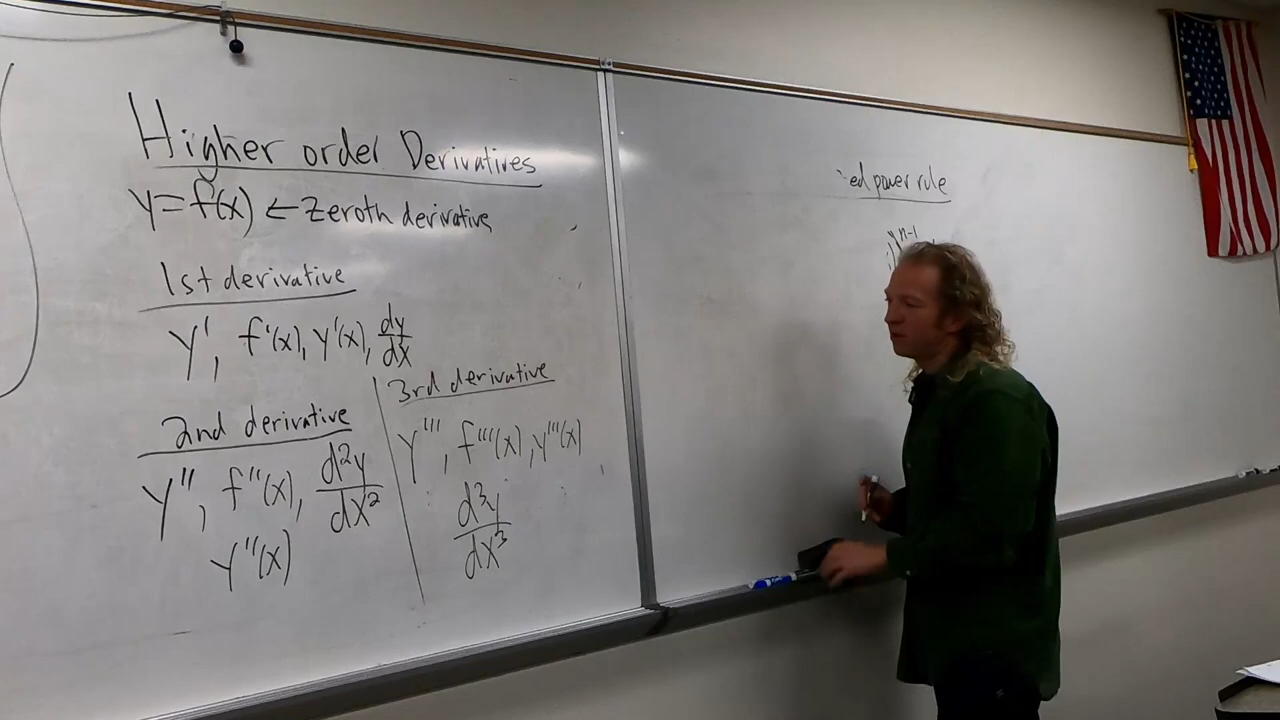 Higher order Derivatives
y = f(x) ← Zeroth derivative
1st derivative
y', f'(x), y'(x), dy/dx
2nd derivative
y'', f''(x), d²y/dx²
y''(x)
3rd derivative
y''', f'''(x), y'''(x)
d³y/dx³
ed power rule
n-1